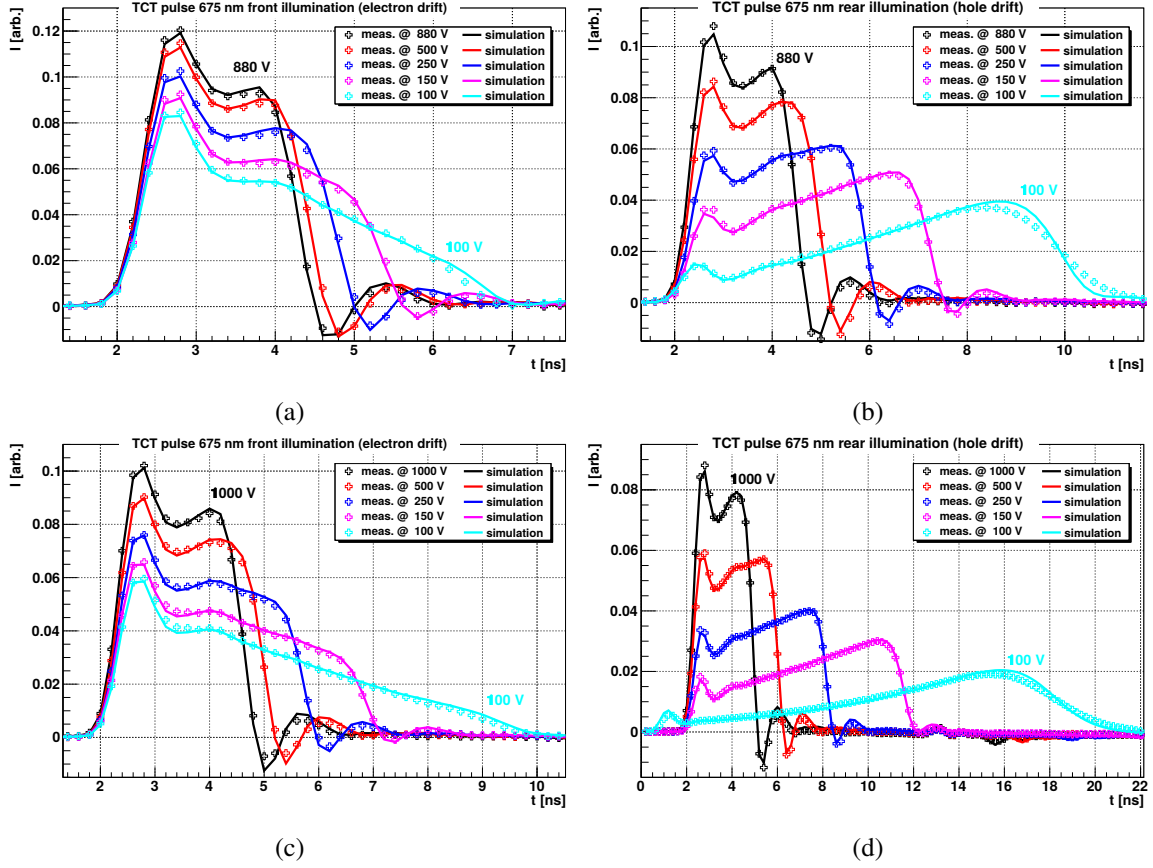 TCT pulse 675 nm front illumination (electron drift)
I [arb.]
meas. @ 880 V simulation
meas. @ 500 V simulation
meas. @ 250 V simulation
meas. @ 150 V simulation
meas. @ 100 V simulation
880 V
100 V
0.12
0.1
0.08
0.06
0.04
0.02
0
2 3 4 5 6 7
t [ns]
(a)
TCT pulse 675 nm rear illumination (hole drift)
I [arb.]
meas. @ 880 V simulation
meas. @ 500 V simulation
meas. @ 250 V simulation
meas. @ 150 V simulation
meas. @ 100 V simulation
880 V
100 V
0.1
0.08
0.06
0.04
0.02
0
2 4 6 8 10
t [ns]
(b)
TCT pulse 675 nm front illumination (electron drift)
I [arb.]
meas. @ 1000 V simulation
meas. @ 500 V simulation
meas. @ 250 V simulation
meas. @ 150 V simulation
meas. @ 100 V simulation
1000 V
100 V
0.1
0.08
0.06
0.04
0.02
0
2 3 4 5 6 7 8 9 10
t [ns]
(c)
TCT pulse 675 nm rear illumination (hole drift)
I [arb.]
meas. @ 1000 V simulation
meas. @ 500 V simulation
meas. @ 250 V simulation
meas. @ 150 V simulation
meas. @ 100 V simulation
1000 V
100 V
0.08
0.06
0.04
0.02
0
0 2 4 6 8 10 12 14 16 18 20 22
t [ns]
(d)